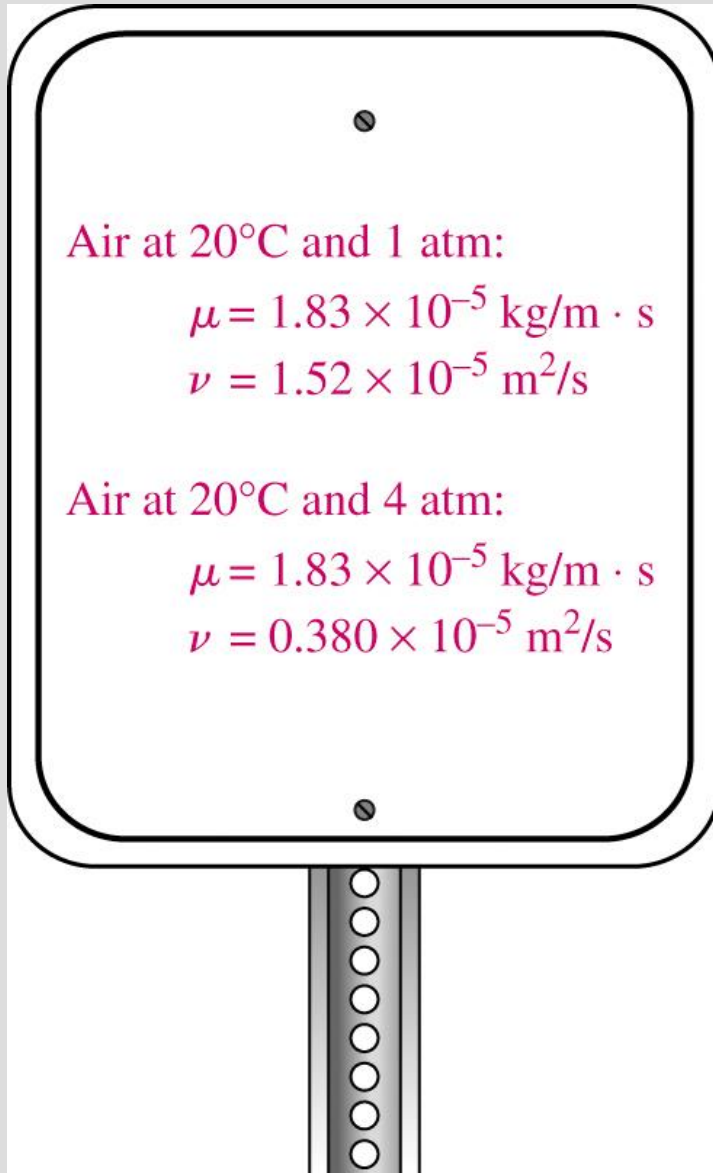 Air at 20°C and 1 atm:
μ = 1.83 × 10⁻⁵ kg/m · s
ν = 1.52 × 10⁻⁵ m²/s
Air at 20°C and 4 atm:
μ = 1.83 × 10⁻⁵ kg/m · s
ν = 0.380 × 10⁻⁵ m²/s